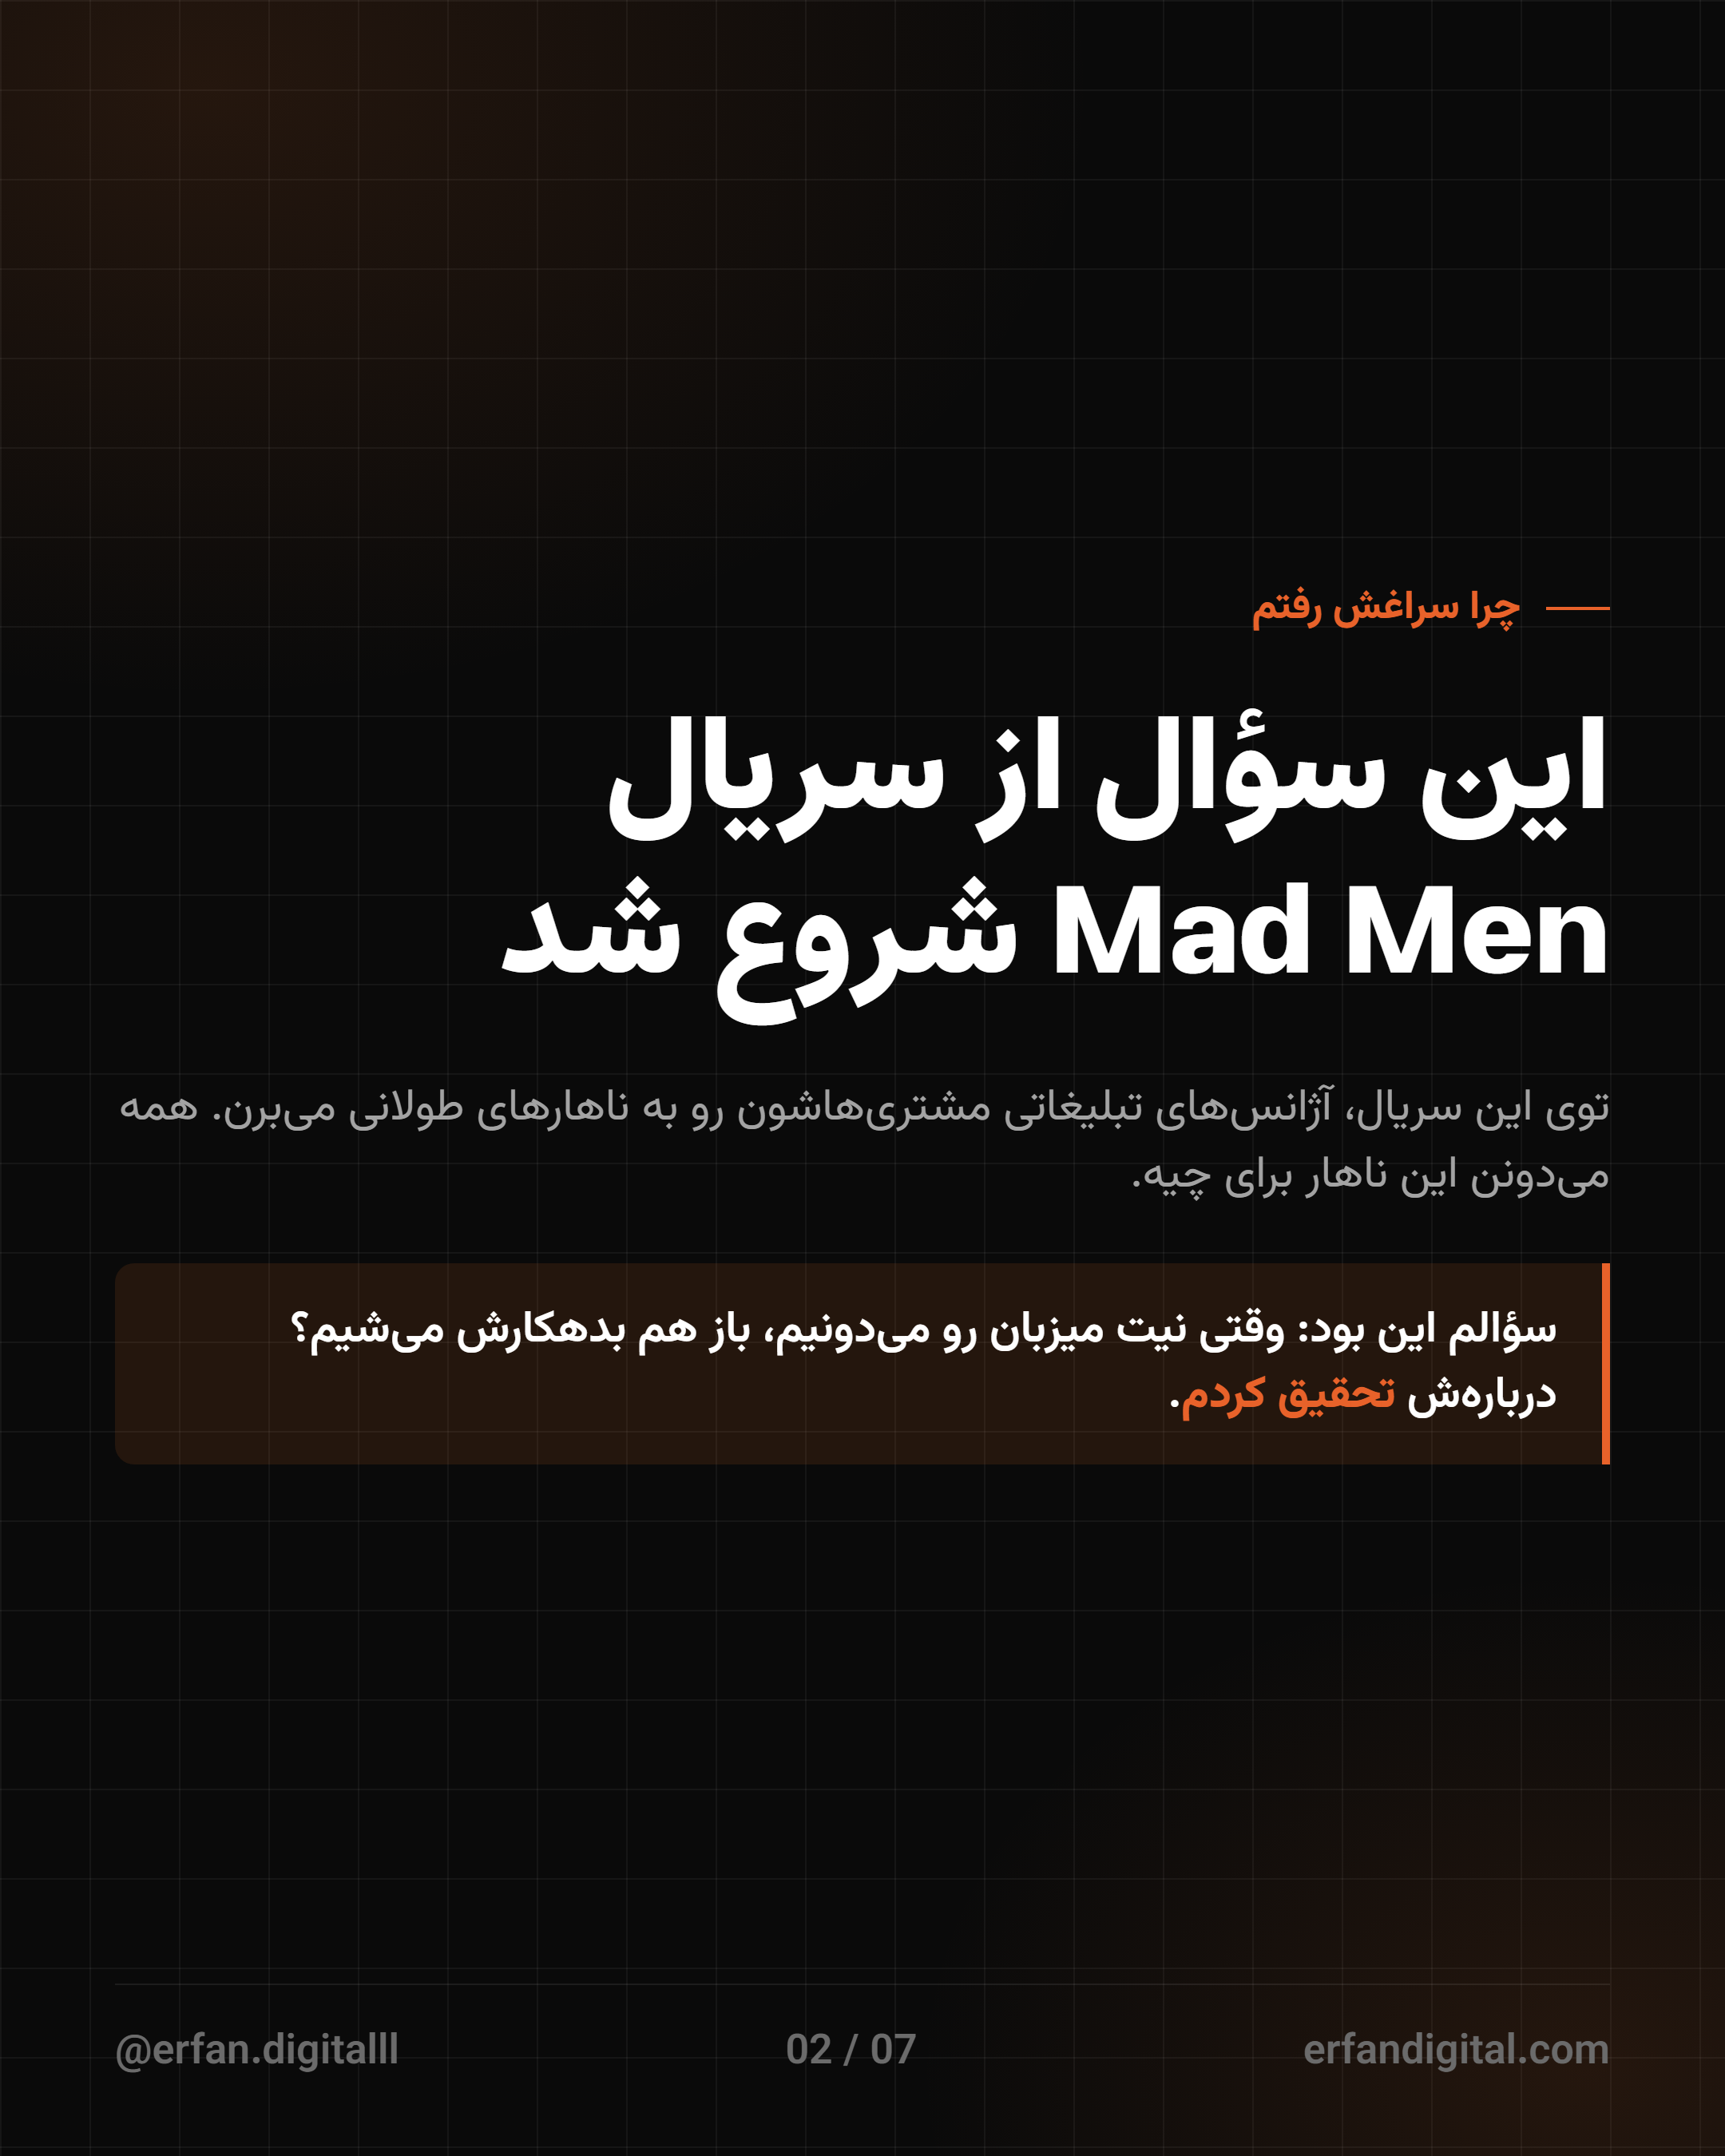 چرا سراغش رفتم
این سؤال از سریال
Mad Men شروع شد
توی این سریال، آژانس‌های تبلیغاتی مشتری‌هاشون رو به ناهارهای طولانی می‌برن. همه
می‌دونن این ناهار برای چیه.
سؤالم این بود: وقتی نیت میزبان رو می‌دونیم، باز هم بدهکارش می‌شیم؟
درباره‌ش تحقیق کردم.
@erfan.digitalll
02 / 07
erfandigital.com